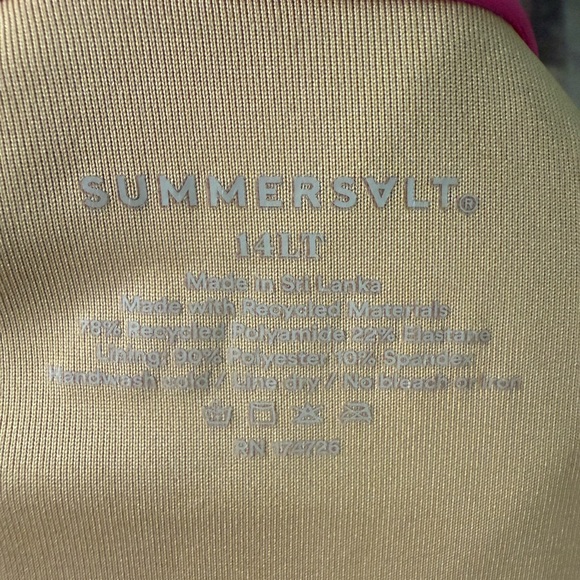 SUMMERSALT®
14LT
Made in Sri Lanka
Made with Recycled Materials
78% Recycled Polyamide 22% Elastane
Lining: 90% Polyester 10% Spandex
Handwash cold // Line dry // No bleach or Iron
RN